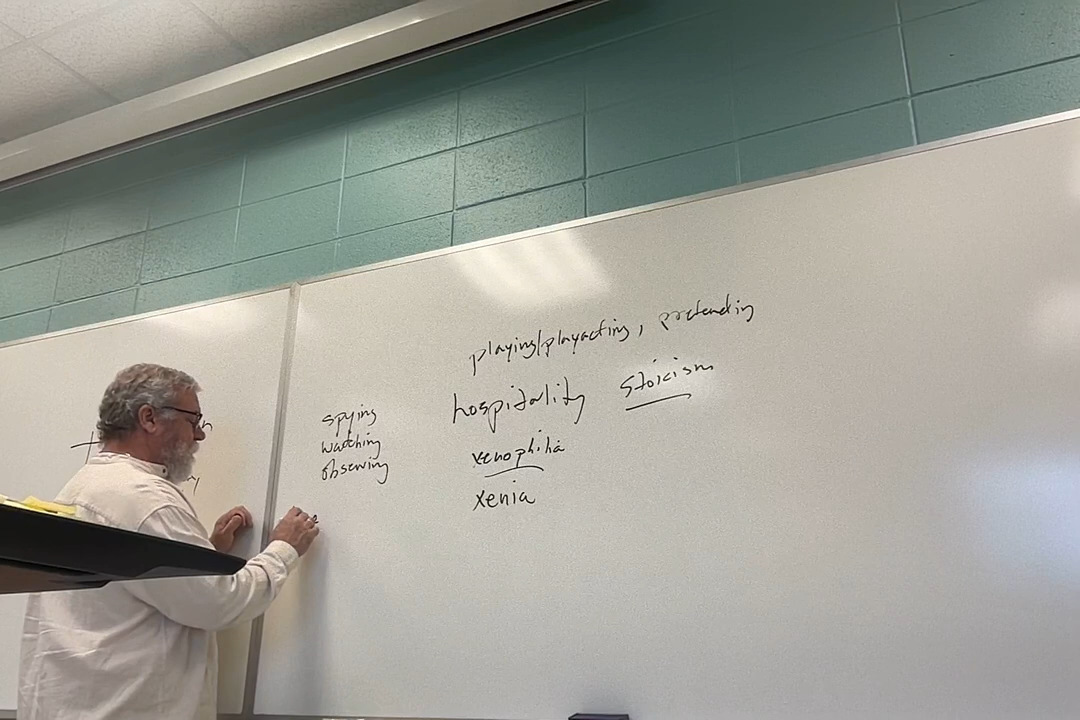 playing/playacting, pretending
hospitality stoicism
xenophilia
xenia
spying
watching
observing